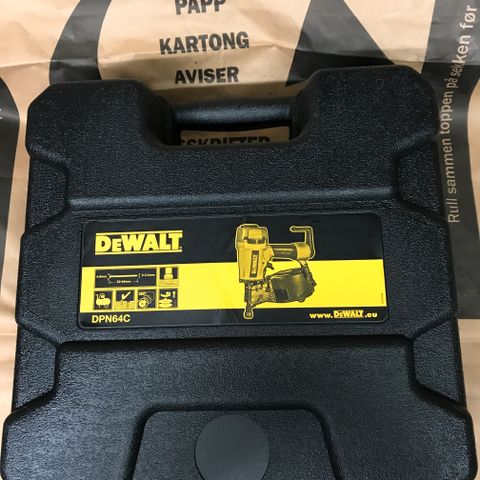 PAPP
KARTONG
AVISER
Rull sammen toppen på sekken før
DEWALT
DPN64C
www.DEWALT.eu